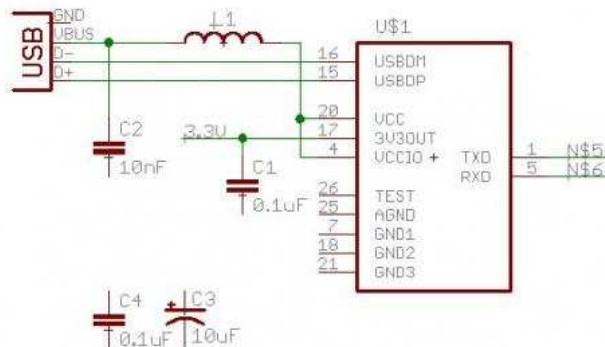 GND
VBUS
D-
D+
USB
L1
U$1
16 USBDM
15 USBDP
20 VCC
3.3V
17 3V3OUT
4 VCCIO +
TXD 1 N$5
RXD 5 N$6
C2
10nF
C1
0.1uF
26 TEST
25 AGND
7 GND1
18 GND2
21 GND3
C4
0.1uF
+
C3
10uF